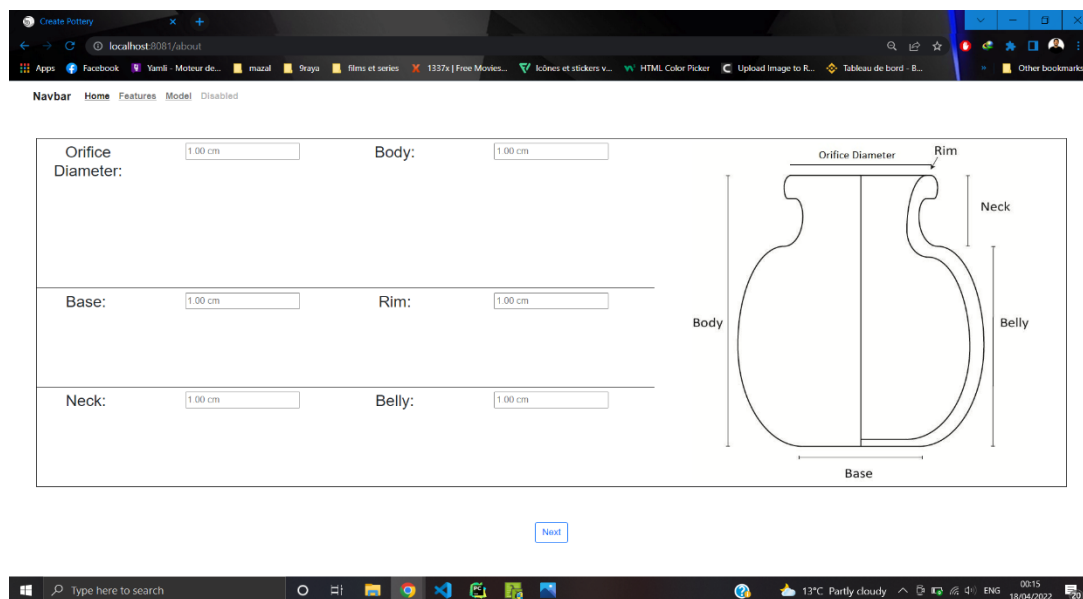 Create Pottery
localhost:8081/about
Apps Facebook Yamli - Moteur de... mazal 9raya films et series 1337x | Free Movies... Icônes et stickers v... HTML Color Picker Upload Image to R... Tableau de bord - B... » Other bookmarks
Navbar Home Features Model Disabled
Orifice Diameter: 1.00 cm Body: 1.00 cm
Base: 1.00 cm Rim: 1.00 cm
Neck: 1.00 cm Belly: 1.00 cm
Orifice Diameter Rim
Neck
Body Belly
Base
Next
Type here to search 13°C Partly cloudy ENG 00:15
18/04/2022 20